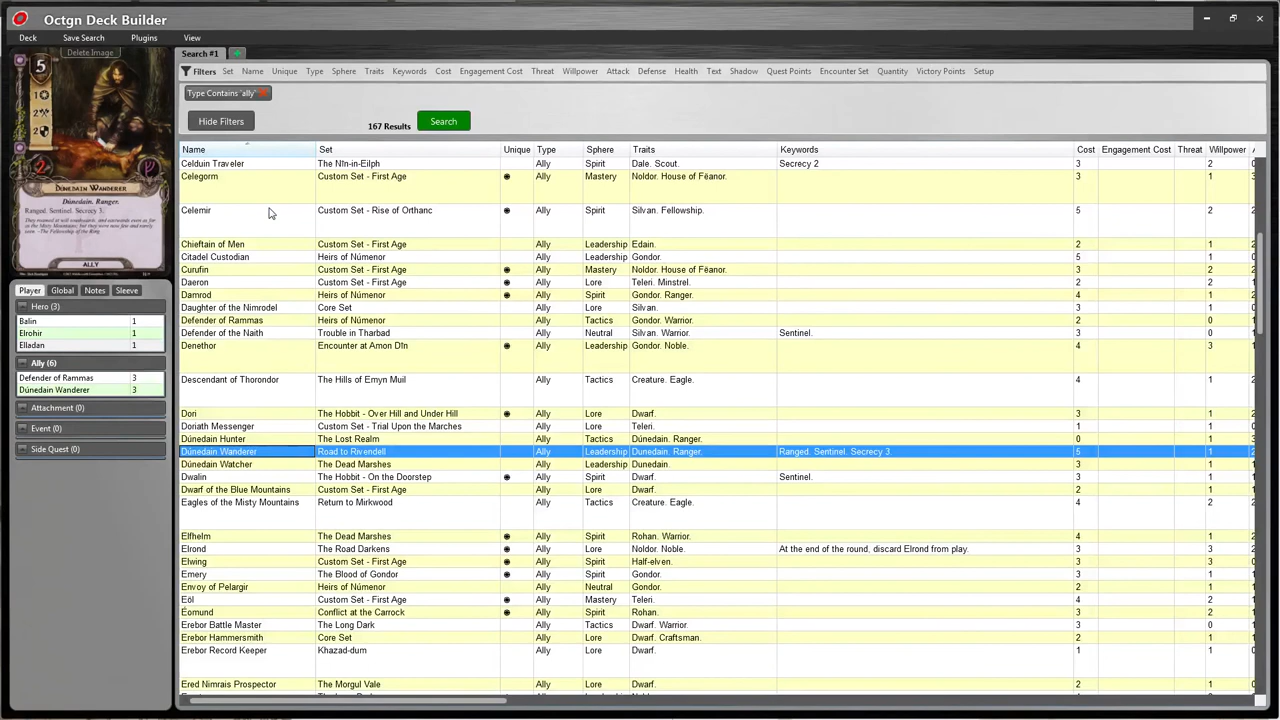 Octgn Deck Builder
Deck Save Search Plugins View
Delete Image
5
1
2
2
2
DÚNEDAIN WANDERER
Dúnedain. Ranger.
Ranged. Sentinel. Secrecy 3.
-The Fellowship of the Ring
ALLY
Player Global Notes Sleeve
Hero (3)
Balin 1
Elrohir 1
Elladan 1
Ally (6)
Defender of Rammas 3
Dúnedain Wanderer 3
Attachment (0)
Event (0)
Side Quest (0)
Search #1
Filters Set Name Unique Type Sphere Traits Keywords Cost Engagement Cost Threat Willpower Attack Defense Health Text Shadow Quest Points Encounter Set Quantity Victory Points Setup
Type Contains 'ally'
Hide Filters 167 Results Search
Name Set Unique Type Sphere Traits Keywords Cost Engagement Cost Threat Willpower
Celduin Traveler The Nîn-in-Eilph Ally Spirit Dale. Scout. Secrecy 2 3 2
Celegorm Custom Set - First Age Ally Mastery Noldor. House of Fëanor. 3 1
Celemir Custom Set - Rise of Orthanc Ally Spirit Silvan. Fellowship. 5 2
Chieftain of Men Custom Set - First Age Ally Leadership Edain. 2 1
Citadel Custodian Heirs of Númenor Ally Leadership Gondor. 5 1
Curufin Custom Set - First Age Ally Mastery Noldor. House of Fëanor. 3 2
Daeron Custom Set - First Age Ally Lore Teleri. Minstrel. 2 2
Damrod Heirs of Númenor Ally Spirit Gondor. Ranger. 4 1
Daughter of the Nimrodel Core Set Ally Lore Silvan. 3 1
Defender of Rammas Heirs of Númenor Ally Tactics Gondor. Warrior. 2 0
Defender of the Naith Trouble in Tharbad Ally Neutral Silvan. Warrior. Sentinel. 3 0
Denethor Encounter at Amon Dîn Ally Leadership Gondor. Noble. 4 3
Descendant of Thorondor The Hills of Emyn Muil Ally Tactics Creature. Eagle. 4 1
Dori The Hobbit - Over Hill and Under Hill Ally Lore Dwarf. 3 1
Doriath Messenger Custom Set - Trial Upon the Marches Ally Lore Teleri. 1 1
Dúnedain Hunter The Lost Realm Ally Tactics Dúnedain. Ranger. 0 1
Dúnedain Wanderer Road to Rivendell Ally Leadership Dunedain. Ranger. Ranged. Sentinel. Secrecy 3. 5 1
Dúnedain Watcher The Dead Marshes Ally Leadership Dunedain. 3 1
Dwalin The Hobbit - On the Doorstep Ally Spirit Dwarf. Sentinel. 3 1
Dwarf of the Blue Mountains Custom Set - First Age Ally Lore Dwarf. 2 1
Eagles of the Misty Mountains Return to Mirkwood Ally Tactics Creature. Eagle. 4 2
Elfhelm The Dead Marshes Ally Spirit Rohan. Warrior. 4 1
Elrond The Road Darkens Ally Lore Noldor. Noble. At the end of the round, discard Elrond from play. 3 3
Elwing Custom Set - First Age Ally Spirit Half-elven. 3 3
Emery The Blood of Gondor Ally Spirit Gondor. 3 1
Envoy of Pelargir Heirs of Númenor Ally Neutral Gondor. 2 1
Eöl Custom Set - First Age Ally Mastery Teleri. 4 2
Éomund Conflict at the Carrock Ally Spirit Rohan. 3 2
Erebor Battle Master The Long Dark Ally Tactics Dwarf. Warrior. 3 0
Erebor Hammersmith Core Set Ally Lore Dwarf. Craftsman. 2 1
Erebor Record Keeper Khazad-dum Ally Lore Dwarf. 1 1
Ered Nimrais Prospector The Morgul Vale Ally Lore Dwarf. 2 1